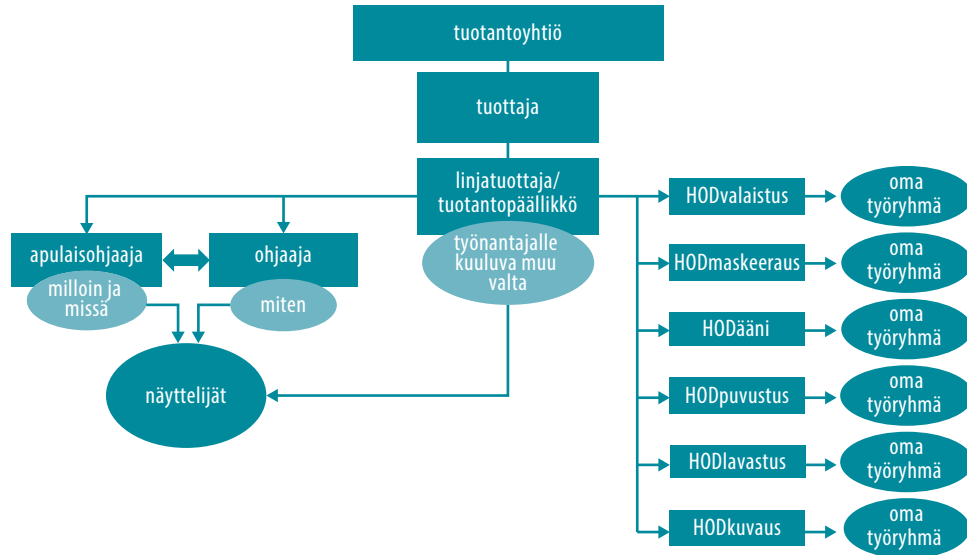 tuotantoyhtiö
tuottaja
linjatuottaja/
tuotantopäällikkö
työnantajalle
kuuluva muu
valta
apulaisohjaaja
milloin ja
missä
ohjaaja
miten
näyttelijät
HODvalaistus
oma
työryhmä
HODmaskeeraus
oma
työryhmä
HODääni
oma
työryhmä
HODpuvustus
oma
työryhmä
HODlavastus
oma
työryhmä
HODkuvaus
oma
työryhmä